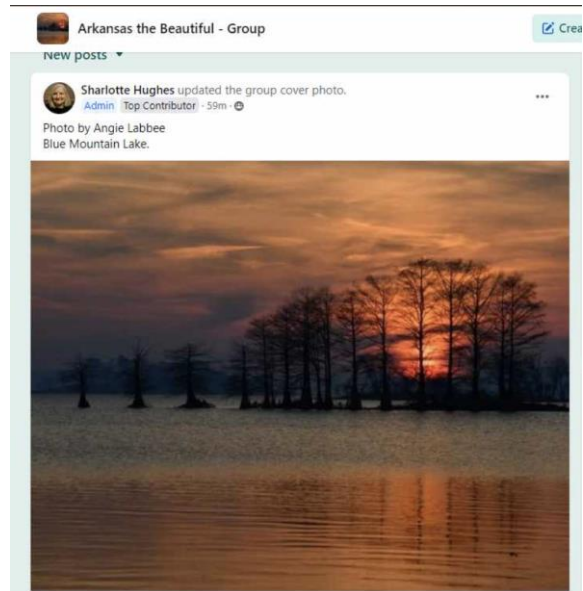 Arkansas the Beautiful - Group
Crea
New posts
Sharlotte Hughes updated the group cover photo.
Admin Top Contributor · 59m ·
Photo by Angie Labbee
Blue Mountain Lake.